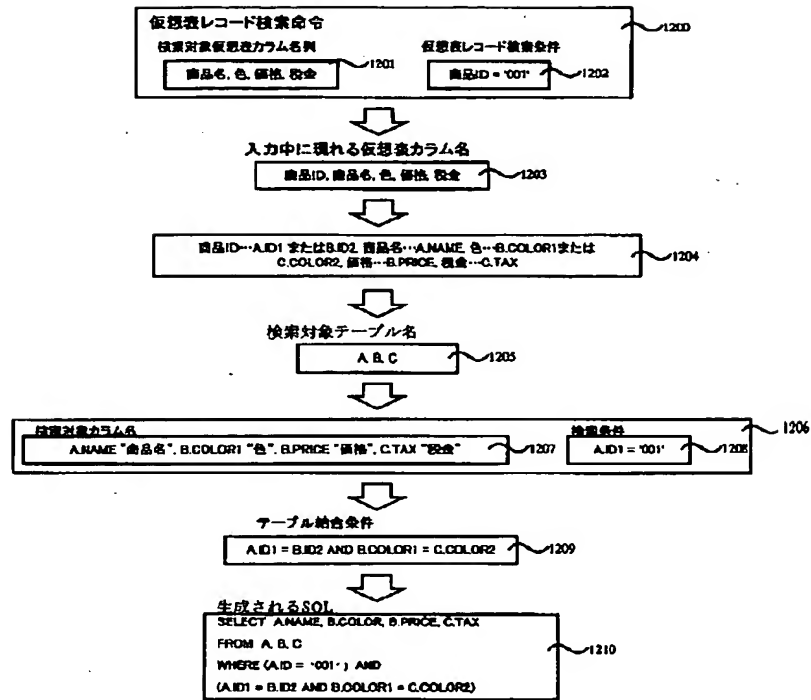 仮想表レコード検索命令
1200
検索対象仮想表カラム名列
1201
仮想表レコード検索条件
商品名, 色, 価格, 税金
商品ID = '001'
1202
入力中に現れる仮想表カラム名
商品ID, 商品名, 色, 価格, 税金
1203
商品ID…A.ID1 またはB.ID2, 商品名…A.NAME, 色…B.COLOR1または
C.COLOR2, 価格…B.PRICE, 税金…C.TAX
1204
検索対象テーブル名
A, B, C
1205
1206
検索対象カラム名
検索条件
A.NAME "商品名", B.COLOR1 "色", B.PRICE "価格", C.TAX "税金"
1207
A.ID1 = '001'
1208
テーブル結合条件
A.ID1 = B.ID2 AND B.COLOR1 = C.COLOR2
1209
生成されるSQL
SELECT A.NAME, B.COLOR, B.PRICE, C.TAX
FROM A, B, C
WHERE (A.ID = '001') AND
(A.ID1 = B.ID2 AND B.COLOR1 = C.COLOR2)
1210